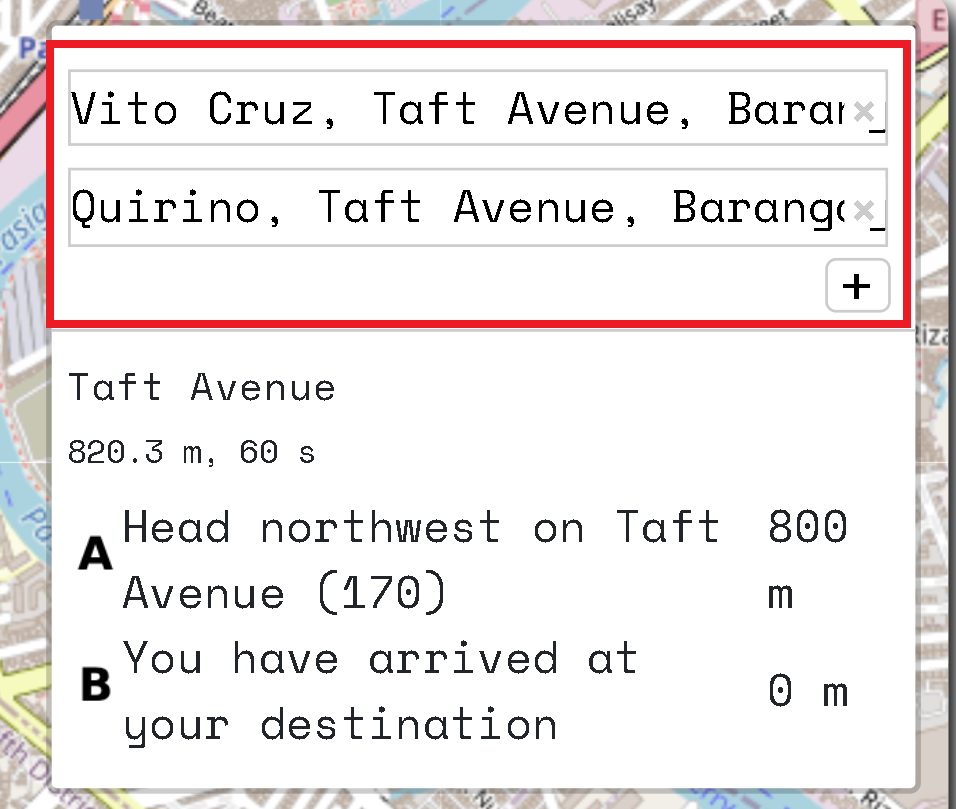 Vito Cruz, Taft Avenue, Baran
×
Quirino, Taft Avenue, Baranga
×
+
Taft Avenue
820.3 m, 60 s
A Head northwest on Taft 800
Avenue (170) m
B You have arrived at 0 m
your destination